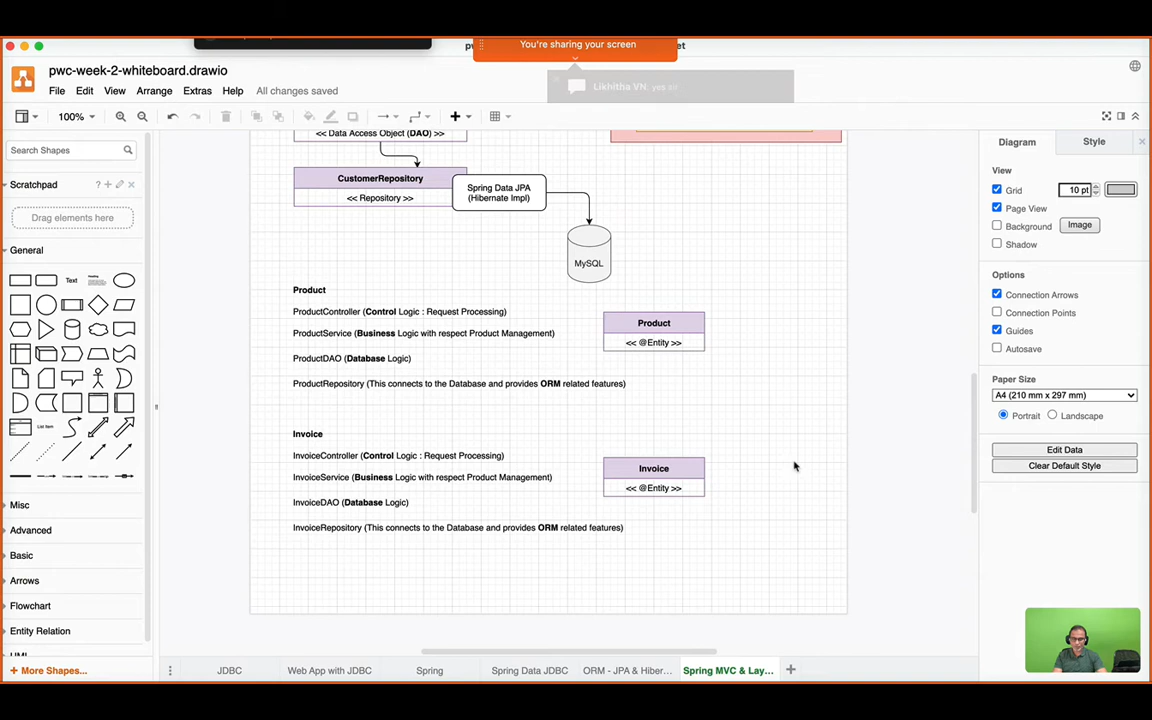 You're sharing your screen
pwc-week-2-whiteboard.drawio
Likhitha VN, yes sir
File Edit View Arrange Extras Help All changes saved
100%
Search Shapes
Scratchpad
Drag elements here
General
Text
Heading
List Item
Misc
Advanced
Basic
Arrows
Flowchart
Entity Relation
+ More Shapes...
<< Data Access Object (DAO) >>
CustomerRepository
<< Repository >>
Spring Data JPA
(Hibernate Impl)
MySQL
Product
ProductController (Control Logic : Request Processing)
ProductService (Business Logic with respect Product Management)
ProductDAO (Database Logic)
ProductRepository (This connects to the Database and provides ORM related features)
Product
<< @Entity >>
Invoice
InvoiceController (Control Logic : Request Processing)
InvoiceService (Business Logic with respect Product Management)
InvoiceDAO (Database Logic)
InvoiceRepository (This connects to the Database and provides ORM related features)
Invoice
<< @Entity >>
Diagram Style
View
Grid 10 pt
Page View
Background Image
Shadow
Options
Connection Arrows
Connection Points
Guides
Autosave
Paper Size
A4 (210 mm x 297 mm)
Portrait Landscape
Edit Data
Clear Default Style
JDBC Web App with JDBC Spring Spring Data JDBC ORM - JPA & Hiber... Spring MVC & Lay...